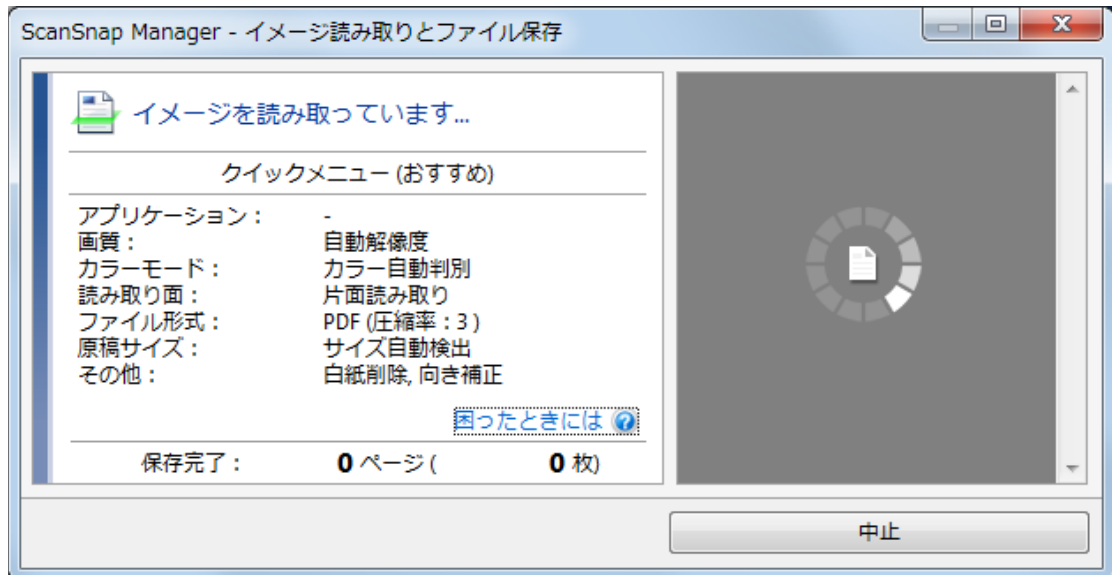 ScanSnap Manager - イメージ読み取りとファイル保存
イメージを読み取っています...
クイックメニュー (おすすめ)
アプリケーション : -
画質 : 自動解像度
カラーモード : カラー自動判別
読み取り面 : 片面読み取り
ファイル形式 : PDF (圧縮率 : 3 )
原稿サイズ : サイズ自動検出
その他 : 白紙削除, 向き補正
困ったときには ?
保存完了 : 0 ページ ( 0 枚)
中止